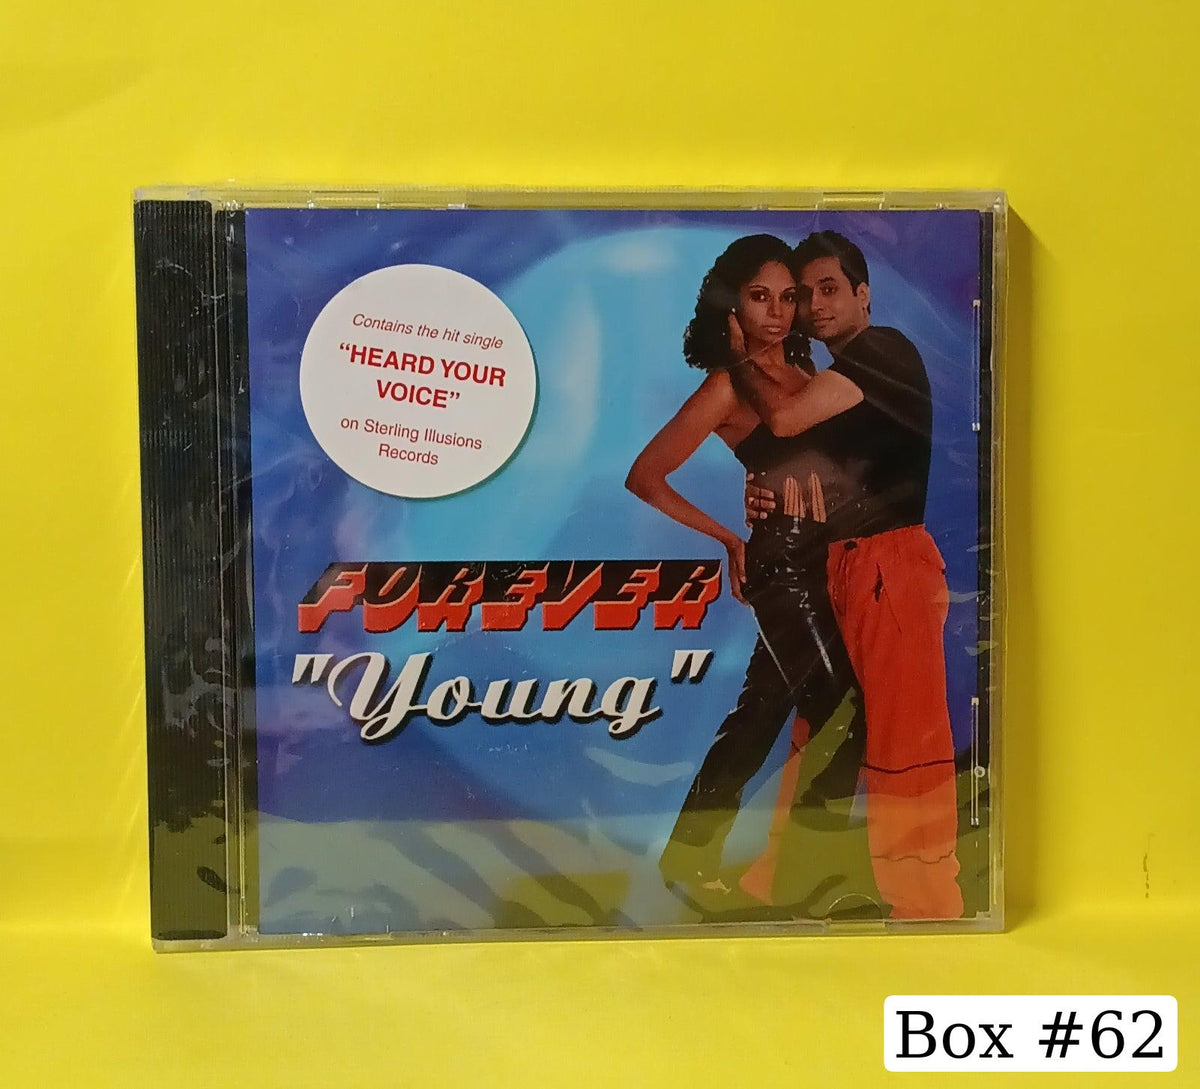 Contains the hit single
“HEARD YOUR
VOICE”
on Sterling Illusions
Records
FOREVER
"Young"
Box #62